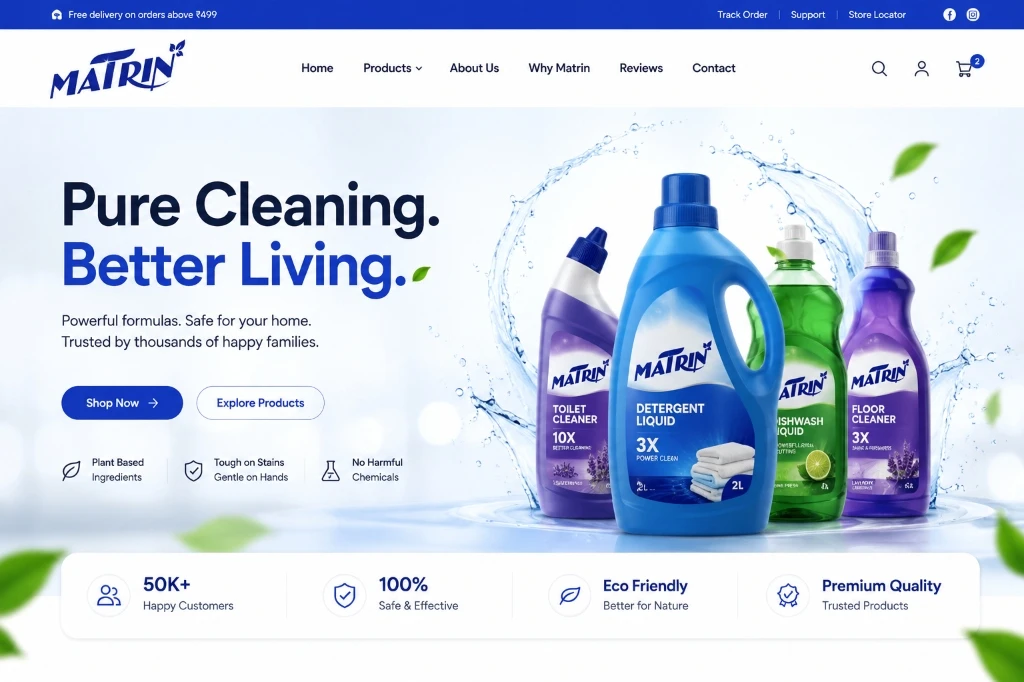 Free delivery on orders above ₹499
Track Order
Support
Store Locator
MATRIN
Home
Products
About Us
Why Matrin
Reviews
Contact
2
Pure Cleaning.
Better Living.
Powerful formulas. Safe for your home.
Trusted by thousands of happy families.
Shop Now
Explore Products
Plant Based
Ingredients
Tough on Stains
Gentle on Hands
No Harmful
Chemicals
MATRIN
TOILET
CLEANER
10X
BETTER CLEANING
MATRIN
DETERGENT
LIQUID
3X
POWER CLEAN
2L
ATRIN
DISHWASH
IQUID
MATRIN
FLOOR
CLEANER
3X
50K+
Happy Customers
100%
Safe & Effective
Eco Friendly
Better for Nature
Premium Quality
Trusted Products